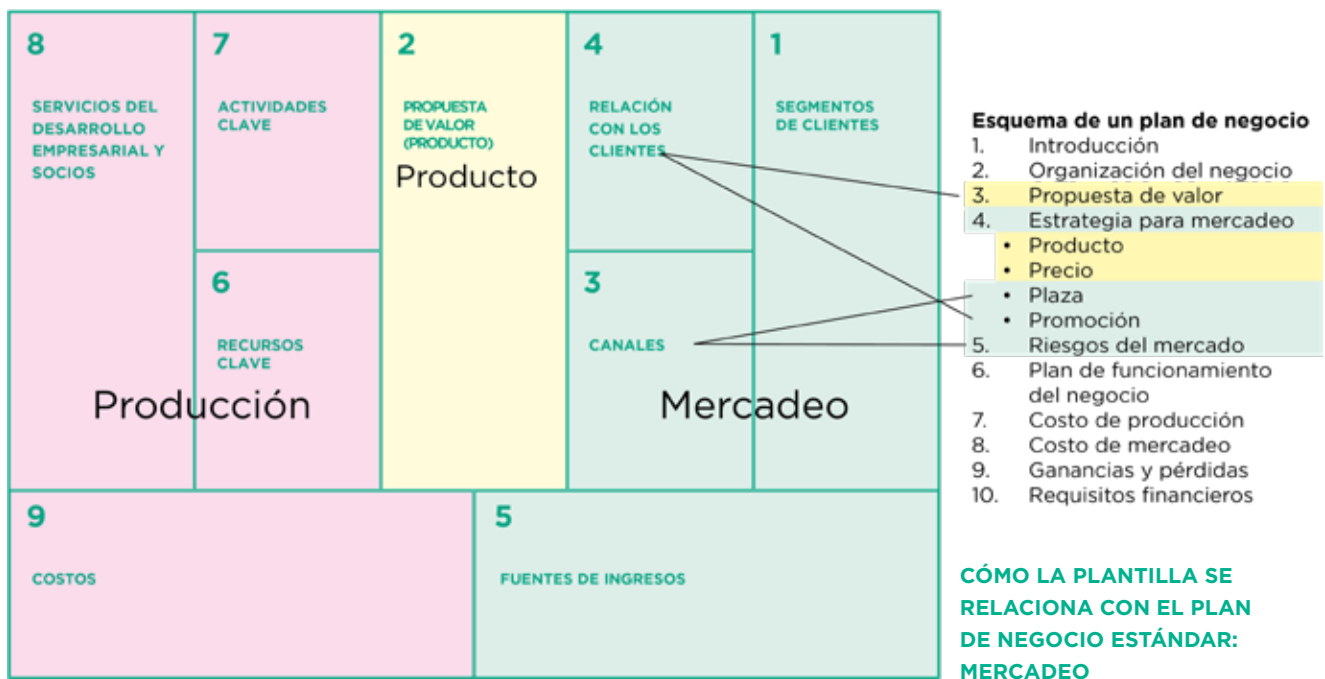 8
SERVICIOS DEL
DESARROLLO
EMPRESARIAL Y
SOCIOS
7
ACTIVIDADES
CLAVE
6
RECURSOS
CLAVE
Producción
2
PROPUESTA
DE VALOR
(PRODUCTO)
Producto
4
RELACIÓN
CON LOS
CLIENTES
3
CANALES
1
SEGMENTOS
DE CLIENTES
Mercadeo
9
COSTOS
5
FUENTES DE INGRESOS
Esquema de un plan de negocio
1. Introducción
2. Organización del negocio
3. Propuesta de valor
4. Estrategia para mercadeo
• Producto
• Precio
• Plaza
• Promoción
5. Riesgos del mercado
6. Plan de funcionamiento
del negocio
7. Costo de producción
8. Costo de mercadeo
9. Ganancias y pérdidas
10. Requisitos financieros
CÓMO LA PLANTILLA SE
RELACIONA CON EL PLAN
DE NEGOCIO ESTÁNDAR:
MERCADEO